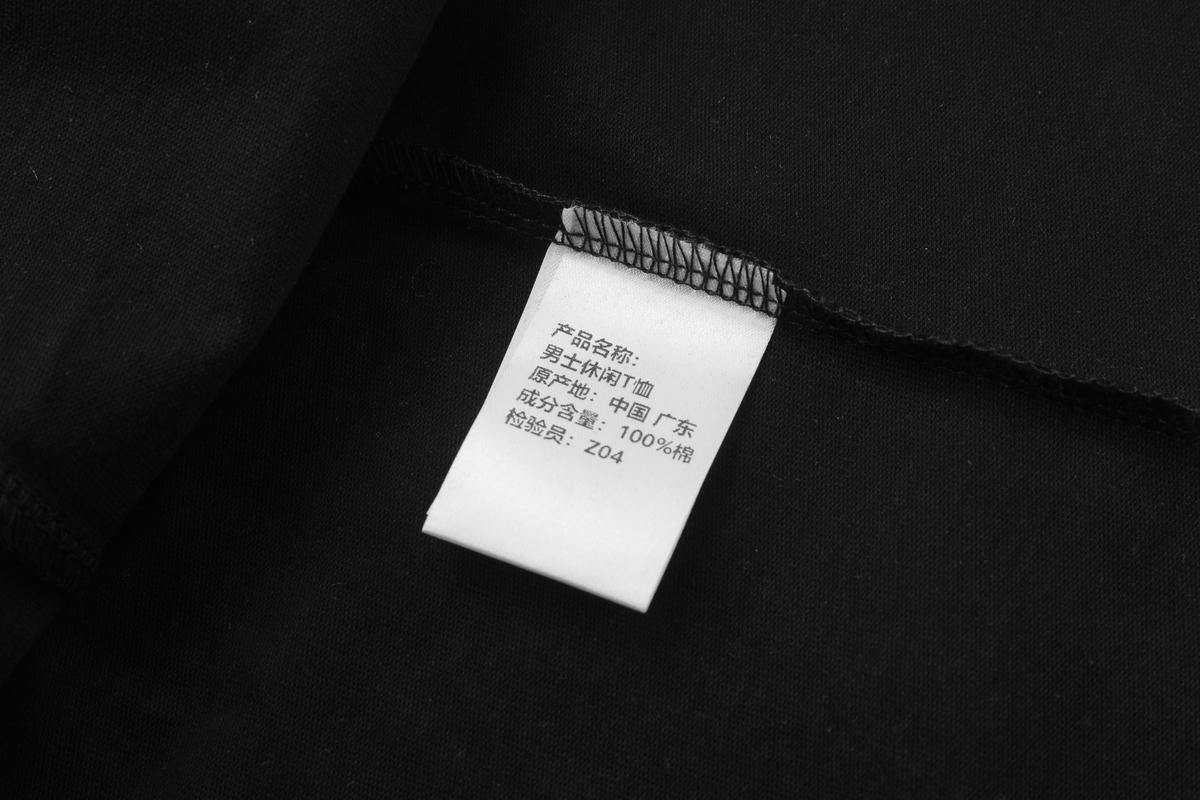 产品名称:
男士休闲T恤
原产地: 中国 广东
成分含量: 100%棉
检验员: Z04